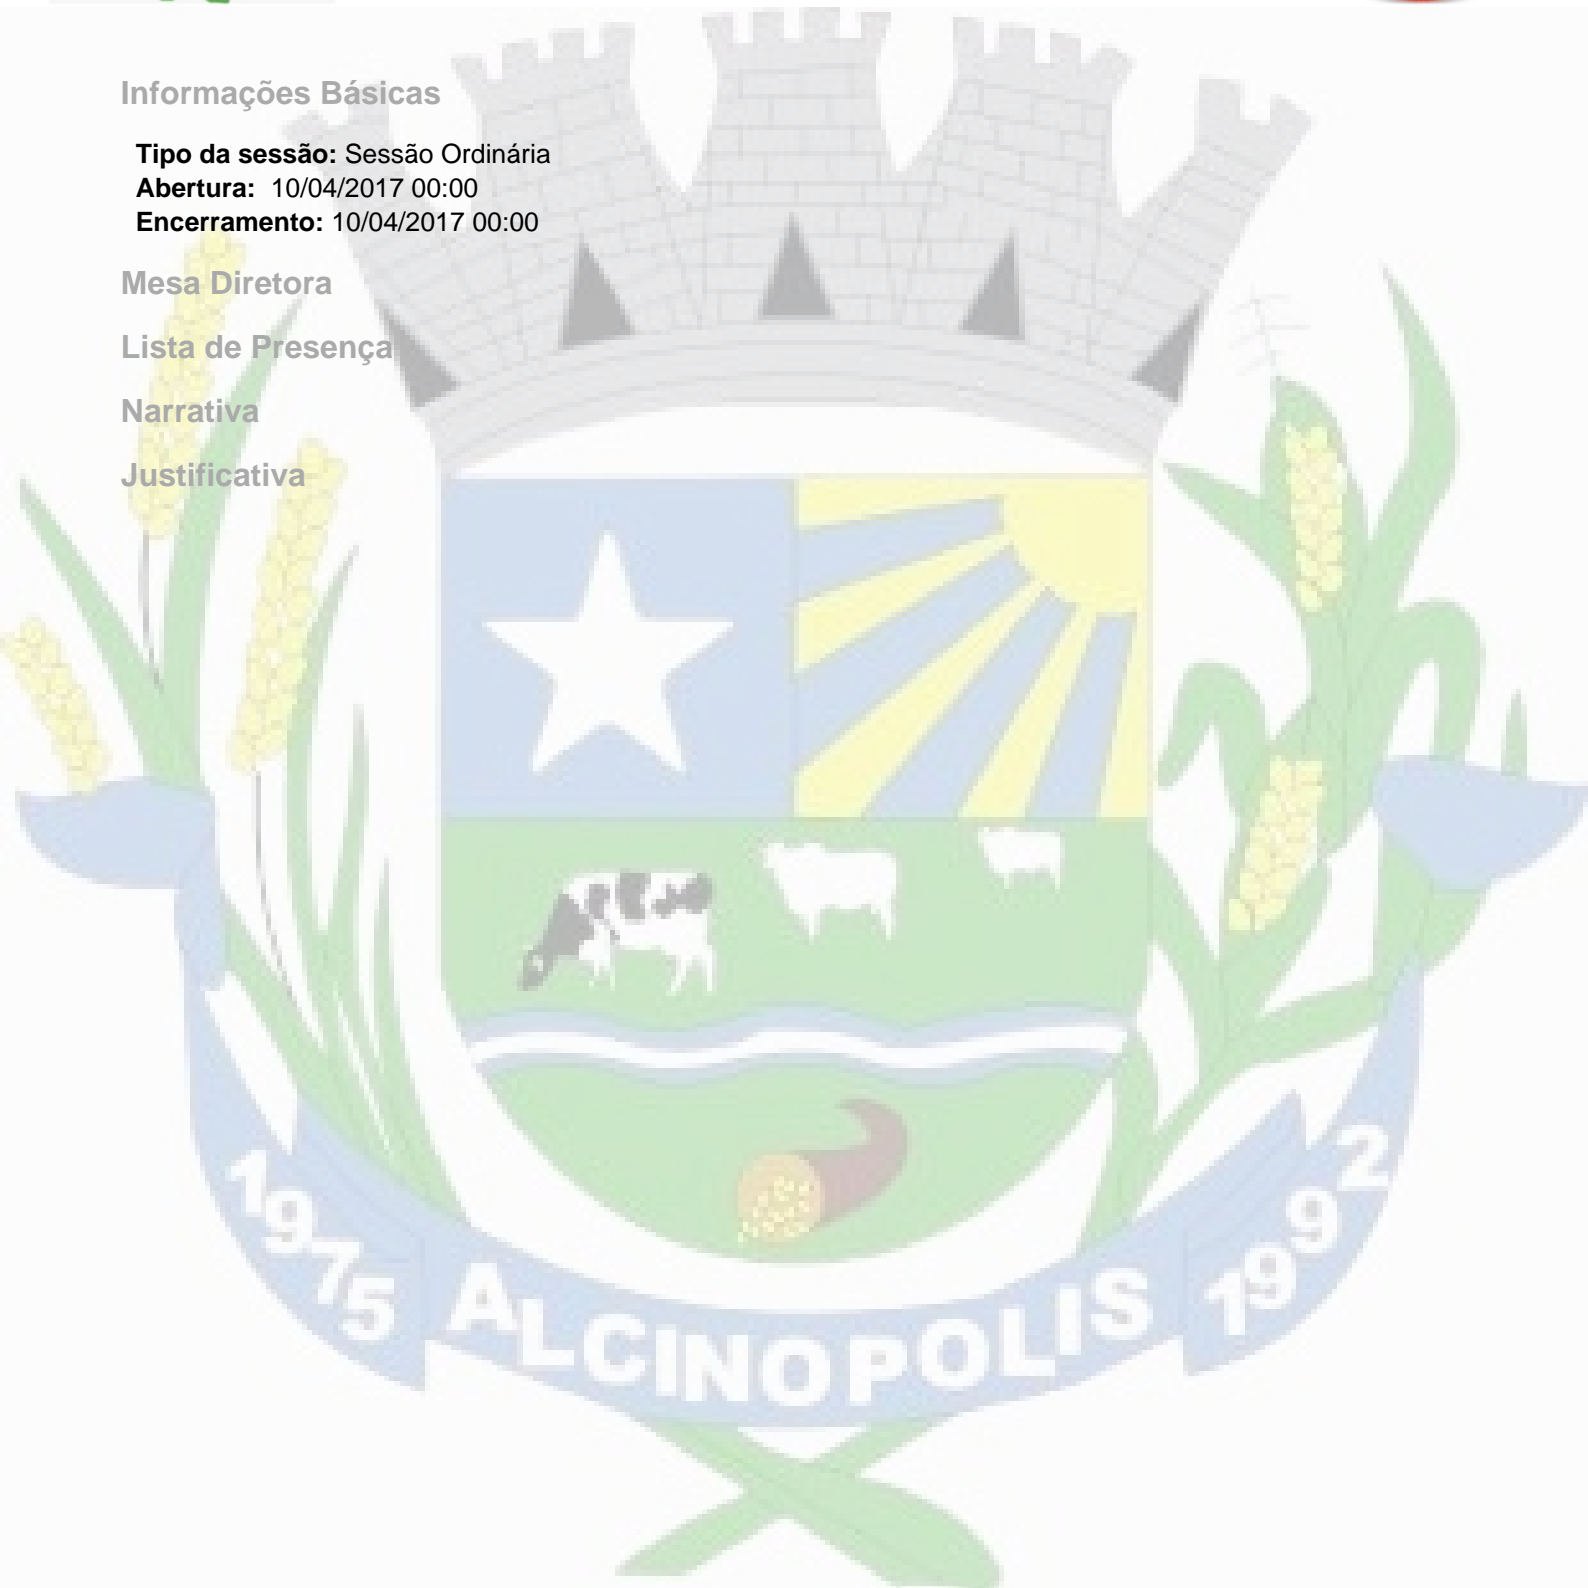 Informações Básicas
Tipo da sessão: Sessão Ordinária
Abertura: 10/04/2017 00:00
Encerramento: 10/04/2017 00:00
Mesa Diretora
Lista de Presença
Narrativa
Justificativa
1975 ALCINOPOLIS 1992